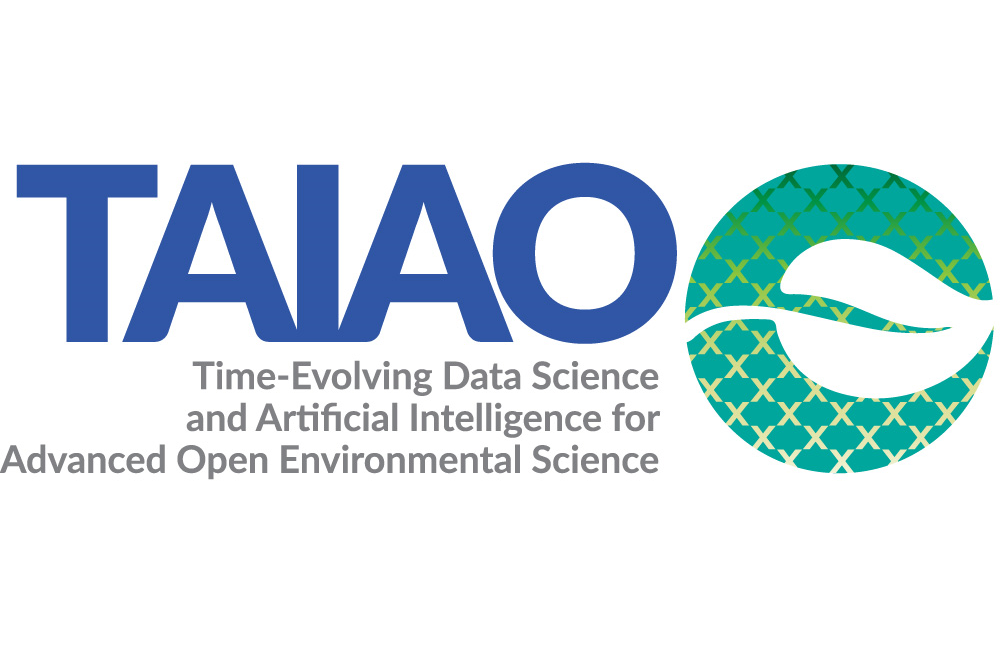 TAIAO
Time-Evolving Data Science
and Artificial Intelligence for
Advanced Open Environmental Science